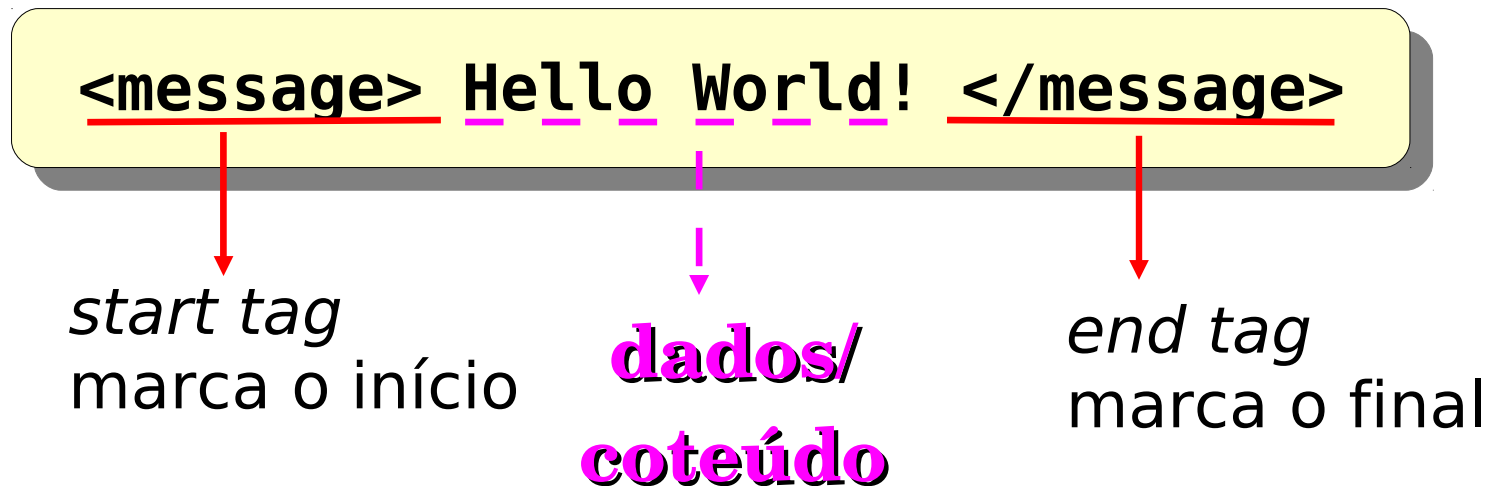 <message> Hello World! </message>
start tag
marca o início
dados/
coteúdo
end tag
marca o final